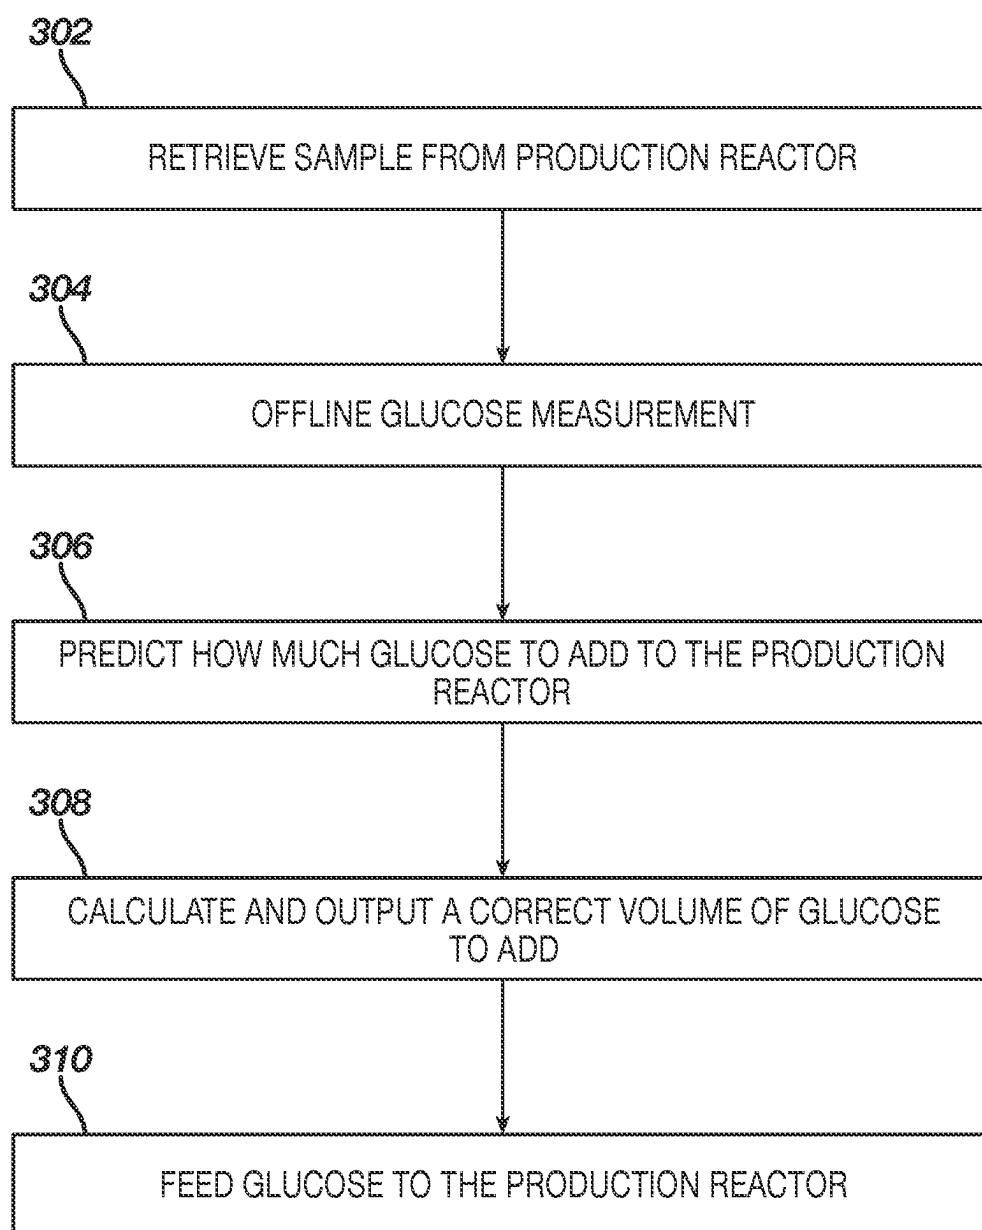 302
RETRIEVE SAMPLE FROM PRODUCTION REACTOR
304
OFFLINE GLUCOSE MEASUREMENT
306
PREDICT HOW MUCH GLUCOSE TO ADD TO THE PRODUCTION
REACTOR
308
CALCULATE AND OUTPUT A CORRECT VOLUME OF GLUCOSE
TO ADD
310
FEED GLUCOSE TO THE PRODUCTION REACTOR